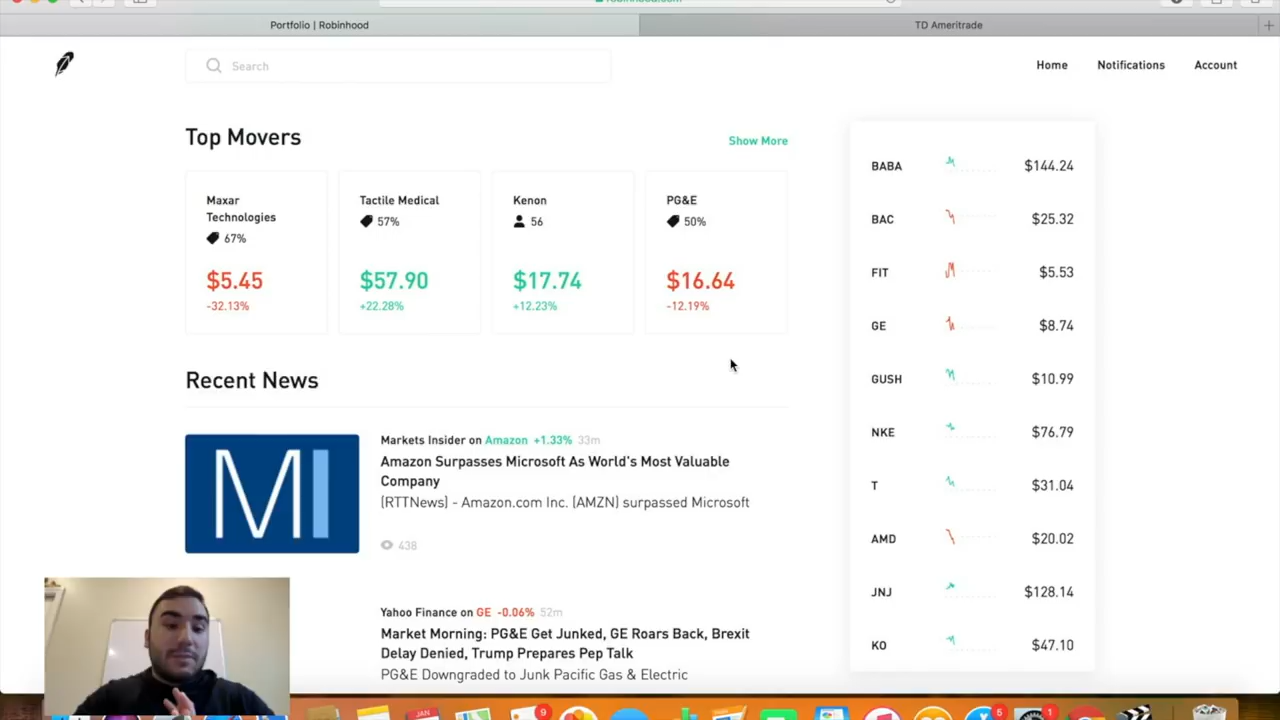 Portfolio | Robinhood
TD Ameritrade
Search
Home
Notifications
Account
Top Movers
Show More
Maxar
Technologies
67%
$5.45
-32.13%
Tactile Medical
57%
$57.90
+22.28%
Kenon
56
$17.74
+12.23%
PG&E
50%
$16.64
-12.19%
Recent News
MI
Markets Insider on Amazon +1.33% 33m
Amazon Surpasses Microsoft As World's Most Valuable
Company
(RTTNews) - Amazon.com Inc. (AMZN) surpassed Microsoft
438
Yahoo Finance on GE -0.06% 52m
Market Morning: PG&E Get Junked, GE Roars Back, Brexit
Delay Denied, Trump Prepares Pep Talk
PG&E Downgraded to Junk Pacific Gas & Electric
BABA $144.24
BAC $25.32
FIT $5.53
GE $8.74
GUSH $10.99
NKE $76.79
T $31.04
AMD $20.02
JNJ $128.14
KO $47.10
JAN
9
5
1